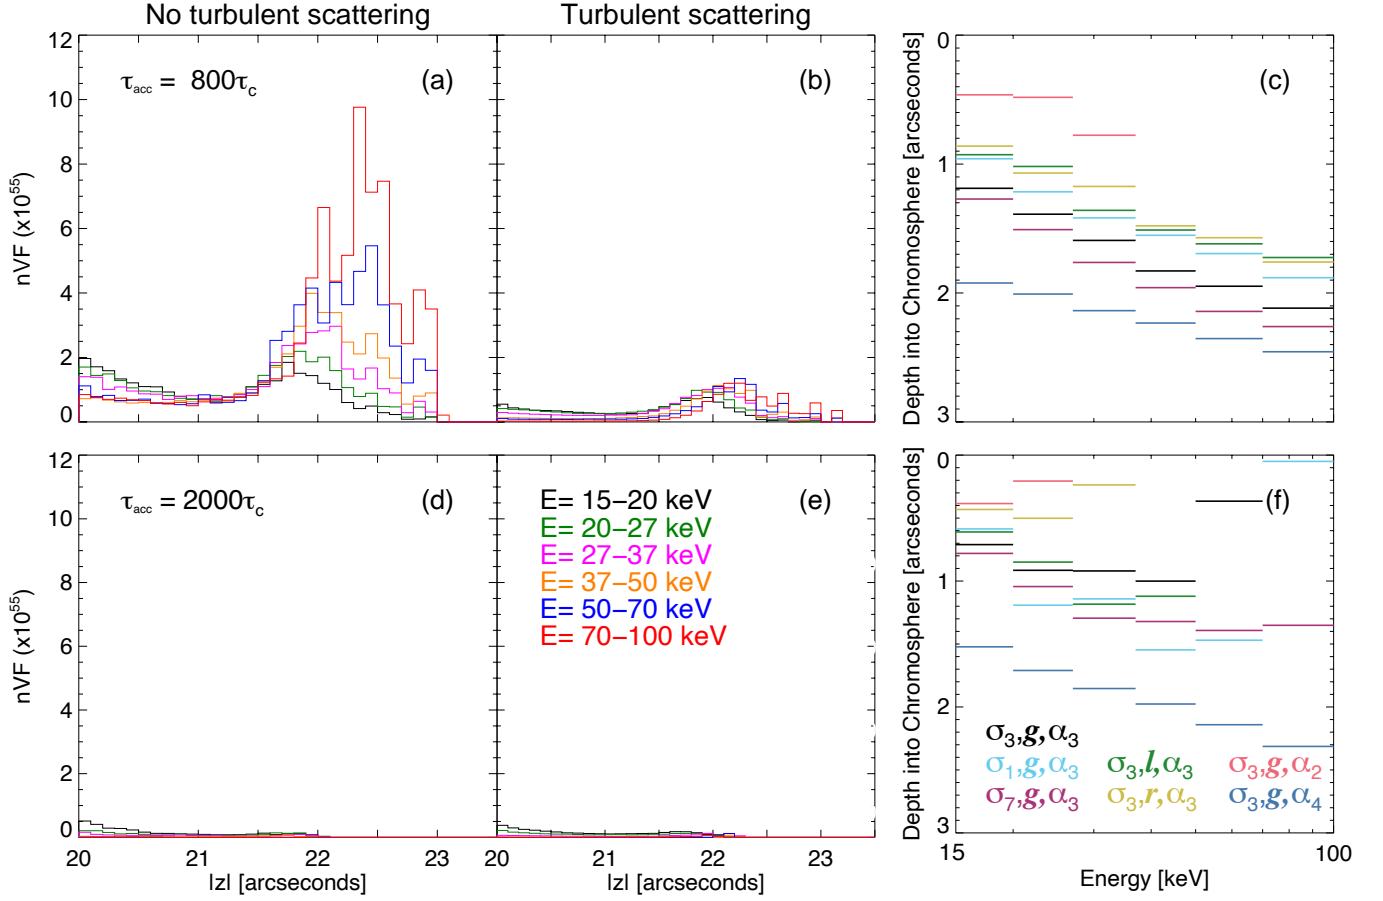 No turbulent scattering
Turbulent scattering
12
10
8
6
4
2
0
nVF (x10⁵⁵)
τacc = 800τc
(a)
(b)
0
1
2
3
Depth into Chromosphere [arcseconds]
(c)
12
10
8
6
4
2
0
nVF (x10⁵⁵)
τacc = 2000τc
(d)
20
21
22
23
|z| [arcseconds]
E= 15−20 keV
E= 20−27 keV
E= 27−37 keV
E= 37−50 keV
E= 50−70 keV
E= 70−100 keV
(e)
20
21
22
23
|z| [arcseconds]
0
1
2
3
Depth into Chromosphere [arcseconds]
(f)
σ₃,g,α₃
σ₁,g,α₃ σ₃,l,α₃ σ₃,g,α₂
σ₇,g,α₃ σ₃,r,α₃ σ₃,g,α₄
15
100
Energy [keV]